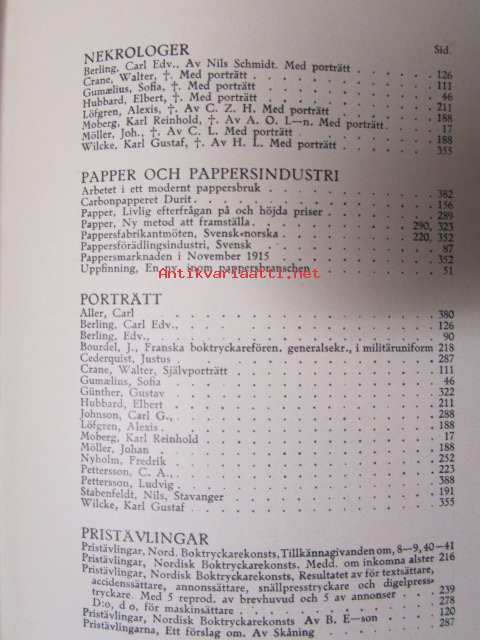 NEKROLOGER Sid.
Berling, Carl Edv., Av Nils Schmidt. Med porträtt . . . . 126
Crane, Walter, †. Med porträtt . . . . 111
Gumælius, Sofia, †. Med porträtt . . . . 46
Hubbard, Elbert, †. Med porträtt . . . . 211
Löfgren, Alexis, †. Av C. Z. H. Med porträtt . . . . 188
Moberg, Karl Reinhold, †. Av A. O. L—n. Med porträtt . . . . 17
Möller, Joh., †. Av C. L. Med porträtt . . . . 188
Wilcke, Karl Gustaf, †. Av H. L. Med porträtt . . . . 355
PAPPER OCH PAPPERSINDUSTRI
Arbetet i ett modernt pappersbruk . . . . 382
Carbonpapperet Durit . . . . 156
Papper, Livlig efterfrågan på och höjda priser . . . . 289
Papper, Ny metod att framställa . . . . 290, 323
Pappersfabrikantmöten, Svensk-norska . . . . 220, 352
Pappersförädlingsindustri, Svensk . . . . 87
Pappersmarknaden i November 1915 . . . . 352
Uppfinning, En ny, inom pappersbranschen . . . . 51
Antikvariaatti.net
PORTRÄTT
Aller, Carl . . . . 380
Berling, Carl Edv., . . . . 126
Berling, Edv., . . . . 90
Bourdel, J., Franska boktryckarefören. generalsekr., i militäruniform 218
Cederquist, Justus . . . . 287
Crane, Walter, Självporträtt . . . . 111
Gumælius, Sofia . . . . 46
Günther, Gustav . . . . 322
Hubbard, Elbert . . . . 211
Johnson, Carl G., . . . . 288
Löfgren, Alexis . . . . 188
Moberg, Karl Reinhold . . . . 17
Möller, Johan . . . . 188
Nyholm, Fredrik . . . . 252
Pettersson, C. A., . . . . 223
Pettersson, Ludvig . . . . 388
Stabenfeldt, Nils, Stavanger . . . . 191
Wilcke, Karl Gustaf . . . . 355
PRISTÄVLINGAR
Pristävlingar, Nord. Boktryckarekonsts, Tillkännagivanden om, 8—9, 40—41
Pristävlingar, Nordisk Boktryckarekonsts. Medd. om inkomna alster 216
Pristävlingar, Nordisk Boktryckarekonsts, Resultatet av för textsättare,
accidenssättare, annonssättare, snällpresstryckare och digelpress-
tryckare. Med 5 reprod. av brevhuvud och 5 av annonser . . 239
D:o, d o, för maskinsättare . . . . 278
Pristävlingar, Nordisk Boktryckarekonsts Av B. E—son . . . . 120
Pristävlingarna, Ett förslag om. Av Skåning . . . . 287